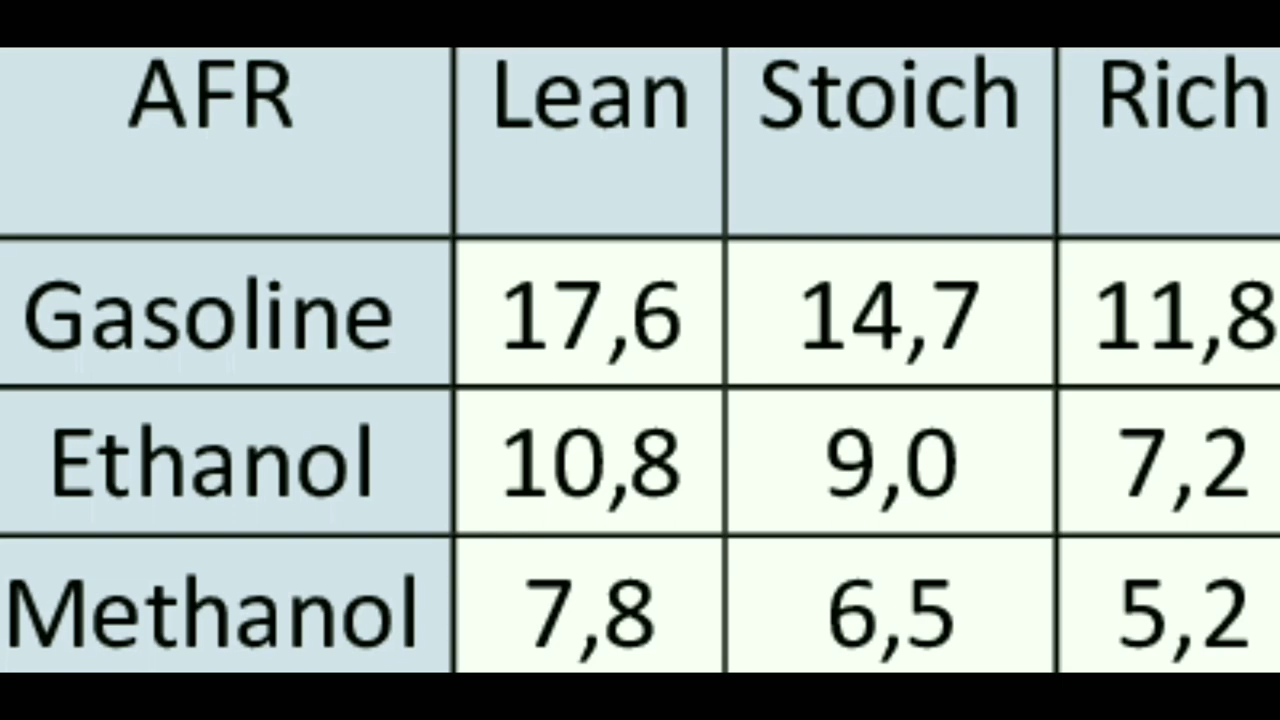 AFR Lean Stoich Rich
Gasoline 17,6 14,7 11,8
Ethanol 10,8 9,0 7,2
Methanol 7,8 6,5 5,2